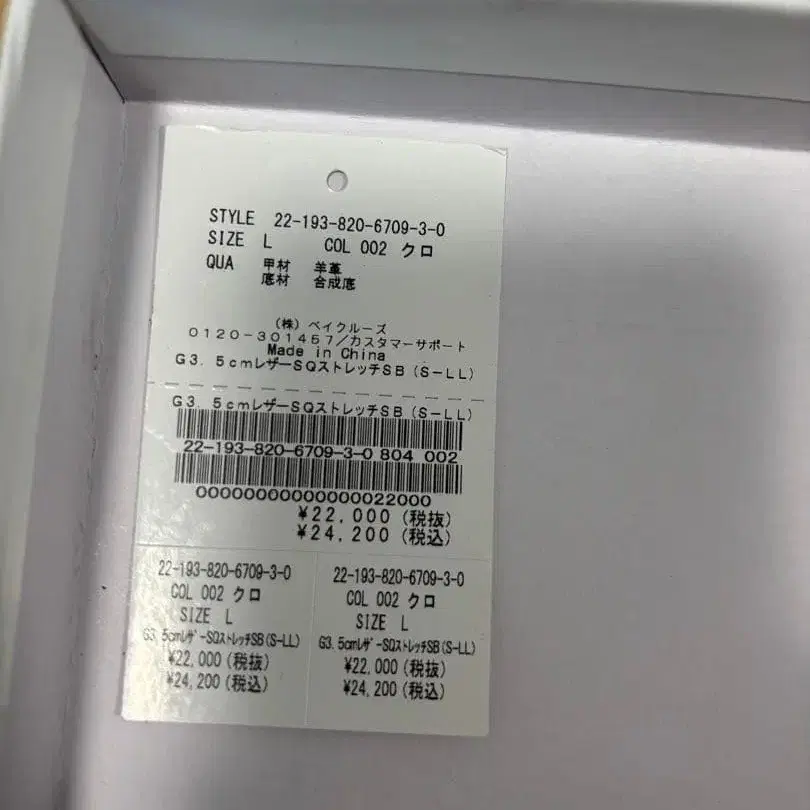 STYLE 22-193-820-6709-3-0
SIZE L COL 002 クロ
QUA 甲材 羊革
底材 合成底
(株)ベイクルーズ
0120-301457/カスタマーサポート
Made in China
G3.5cmレザーSQストレッチSB(S-LL)
G3.5cmレザーSQストレッチSB(S-LL)
22-193-820-6709-3-0 804 002
00000000000000022000
¥22,000(税抜)
¥24,200(税込)
22-193-820-6709-3-0
COL 002 クロ
SIZE L
G3.5cmレザーSQストレッチSB(S-LL)
¥22,000(税抜)
¥24,200(税込)
22-193-820-6709-3-0
COL 002 クロ
SIZE L
G3.5cmレザーSQストレッチSB(S-LL)
¥22,000(税抜)
¥24,200(税込)